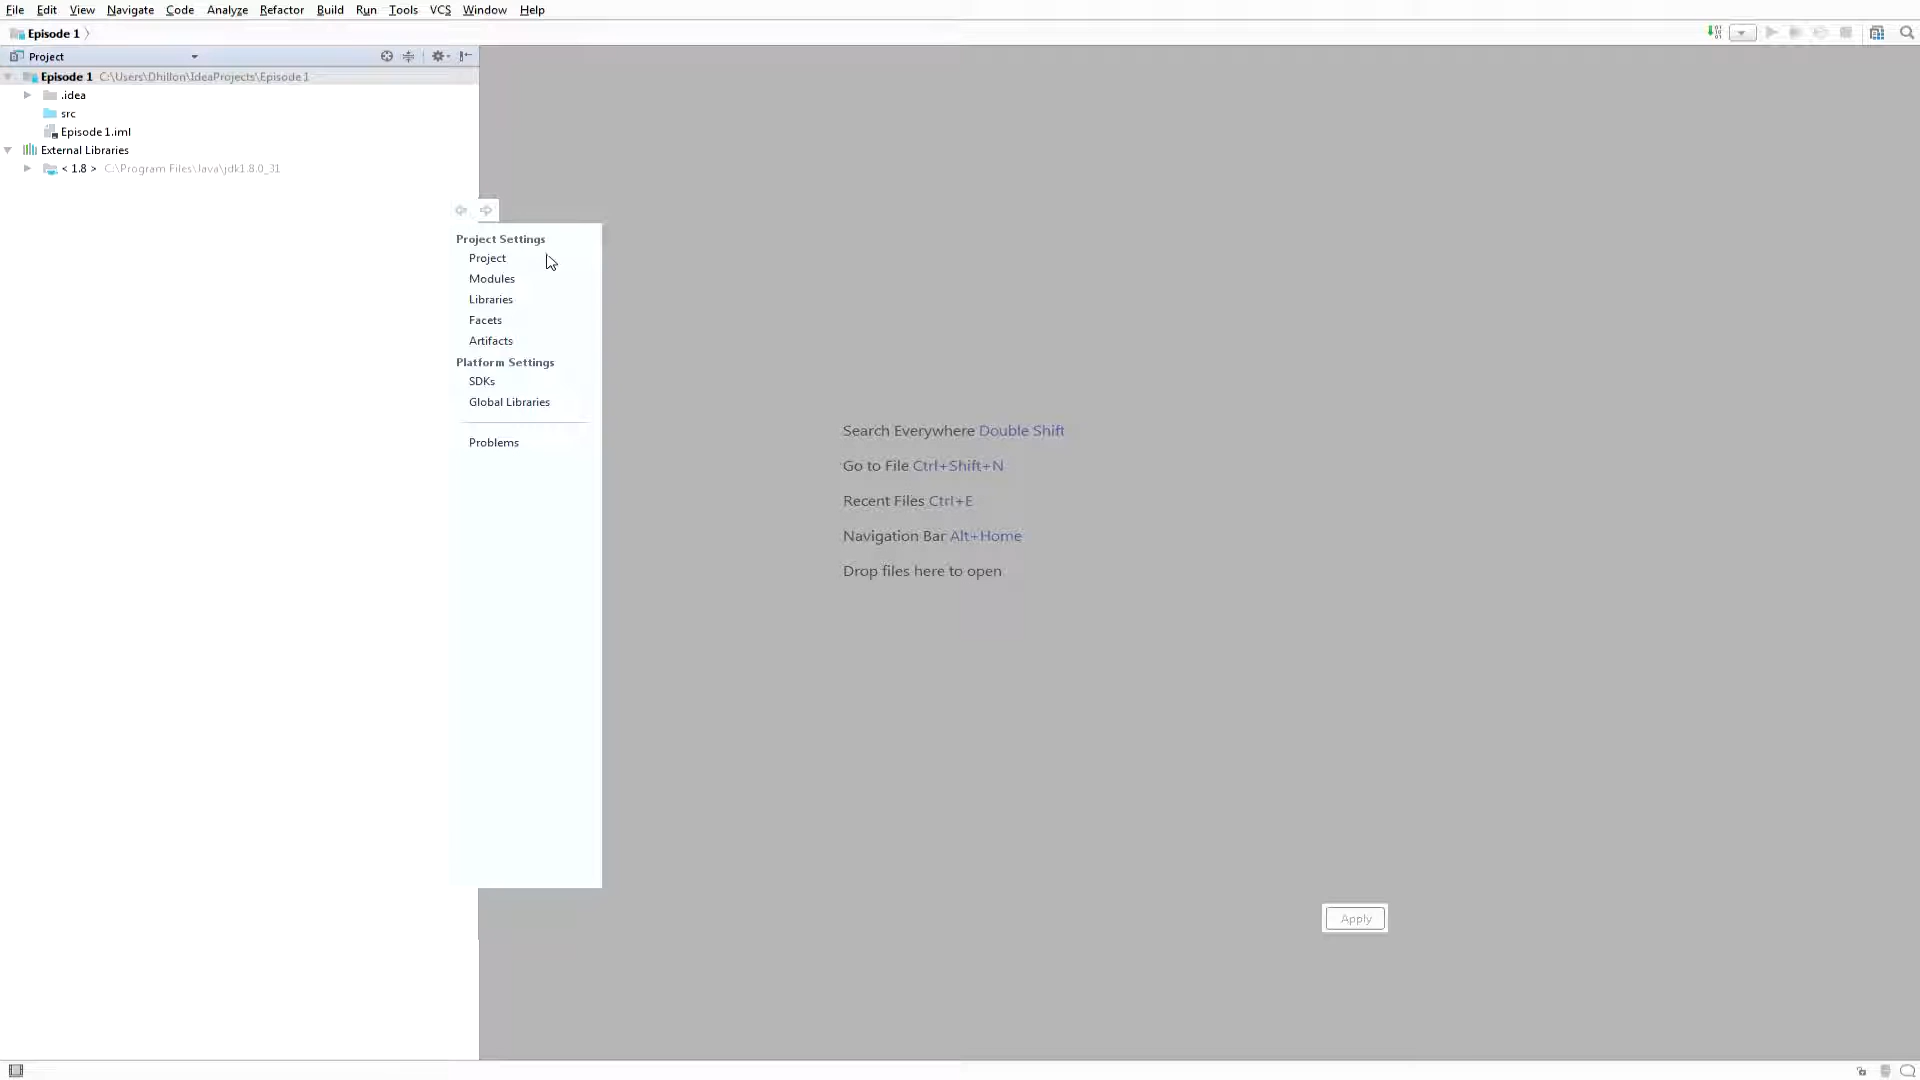 File Edit View Navigate Code Analyze Refactor Build Run Tools VCS Window Help
Episode 1
Project
Episode 1 C:\Users\Dhillon\IdeaProjects\Episode 1
.idea
src
Episode 1.iml
External Libraries
< 1.8 > C:\Program Files\Java\jdk1.8.0_31
Project Settings
Project
Modules
Libraries
Facets
Artifacts
Platform Settings
SDKs
Global Libraries
Problems
Search Everywhere Double Shift
Go to File Ctrl+Shift+N
Recent Files Ctrl+E
Navigation Bar Alt+Home
Drop files here to open
Apply